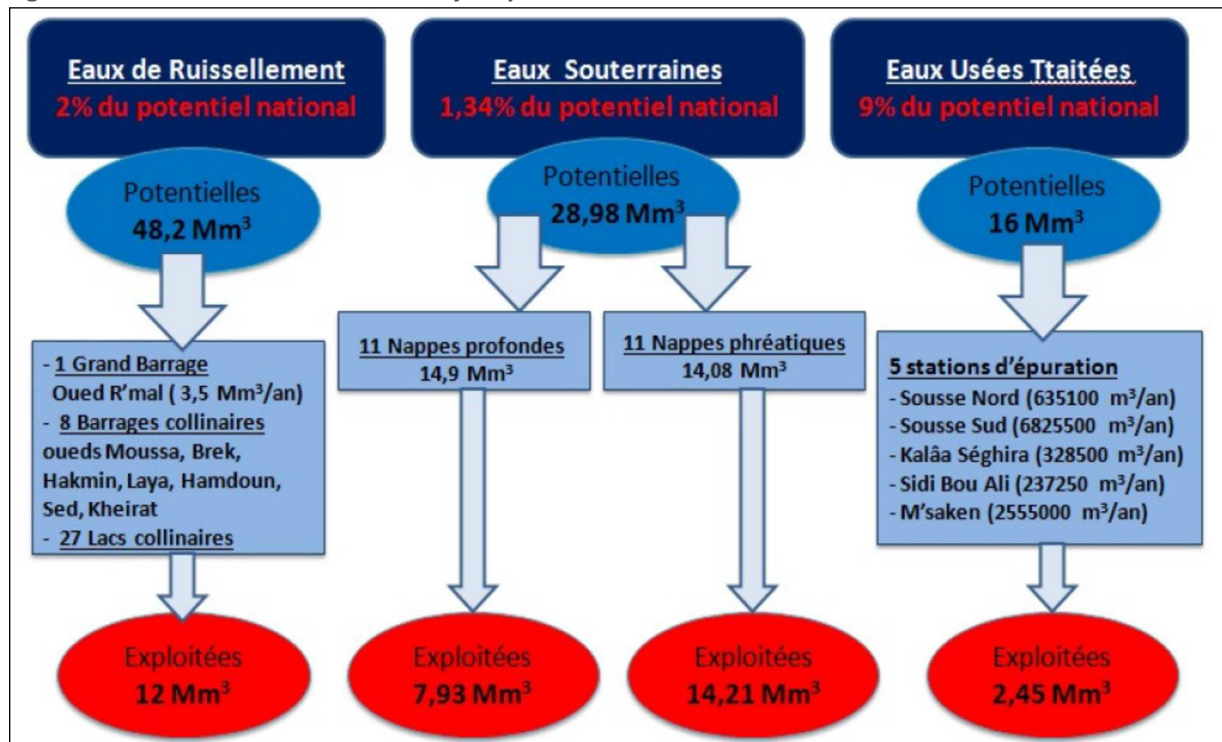 Eaux de Ruissellement
2% du potentiel national
Potentielles
48,2 Mm³
- 1 Grand Barrage
Oued R'mal ( 3,5 Mm³/an)
- 8 Barrages collinaires
oueds Moussa, Brek,
Hakmin, Laya, Hamdoun,
Sed, Kheirat
- 27 Lacs collinaires
Exploitées
12 Mm³
Eaux Souterraines
1,34% du potentiel national
Potentielles
28,98 Mm³
11 Nappes profondes
14,9 Mm³
Exploitées
7,93 Mm³
11 Nappes phréatiques
14,08 Mm³
Exploitées
14,21 Mm³
Eaux Usées Ttaitées
9% du potentiel national
Potentielles
16 Mm³
5 stations d'épuration
- Sousse Nord (635100 m³/an)
- Sousse Sud (6825500 m³/an)
- Kalâa Séghira (328500 m³/an)
- Sidi Bou Ali (237250 m³/an)
- M'saken (2555000 m³/an)
Exploitées
2,45 Mm³